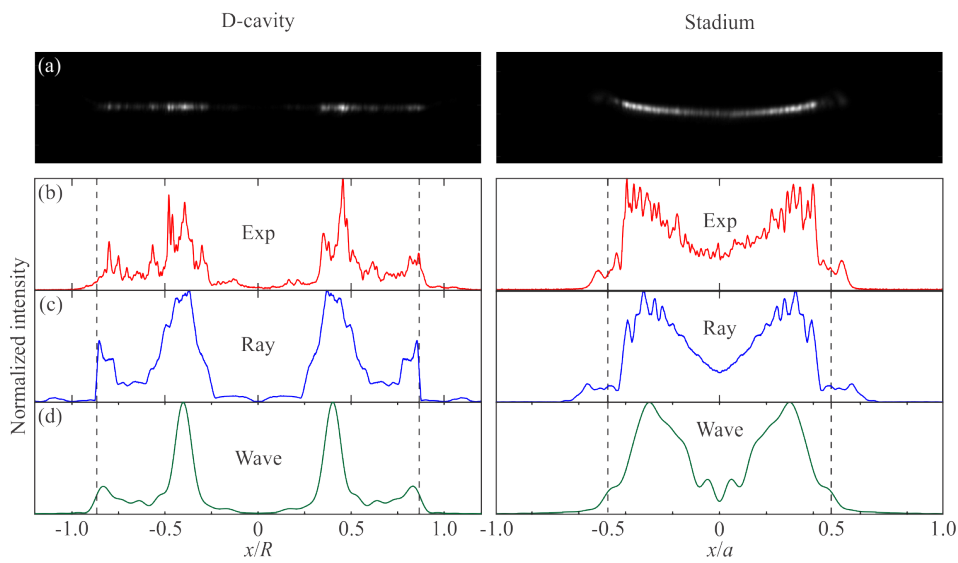 D-cavity Stadium
(a)
(b)
Exp Exp
(c)
Ray Ray
(d)
Wave Wave
Normalized intensity
-1.0 -0.5 0 0.5 1.0 -1.0 -0.5 0 0.5 1.0
x/R x/a